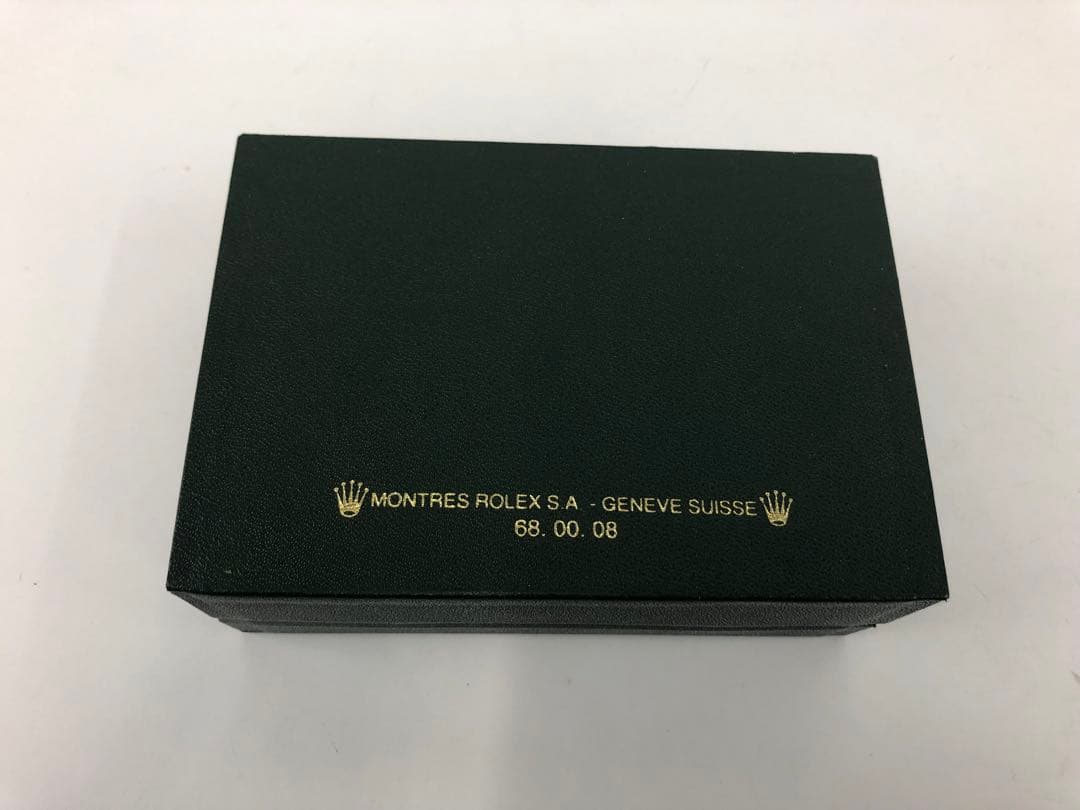 MONTRES ROLEX S.A - GENEVE SUISSE
68. 00. 08